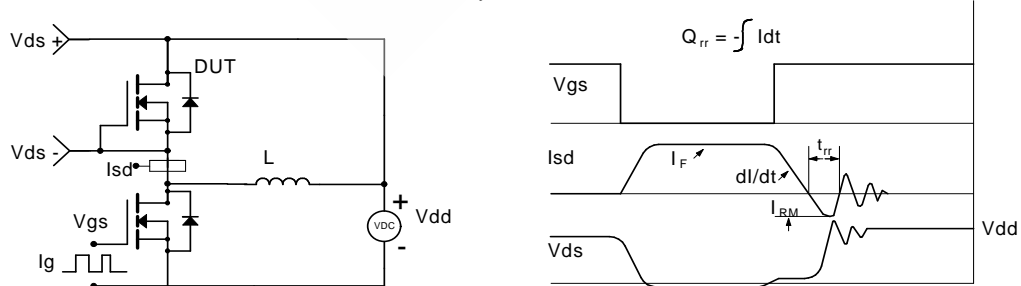 Vds +
DUT
Vds -
Isd
L
Vgs
Ig
+
VDC
-
Vdd
Qrr = -∫ Idt
Vgs
Isd
IF
dI/dt
trr
IRM
Vds
Vdd